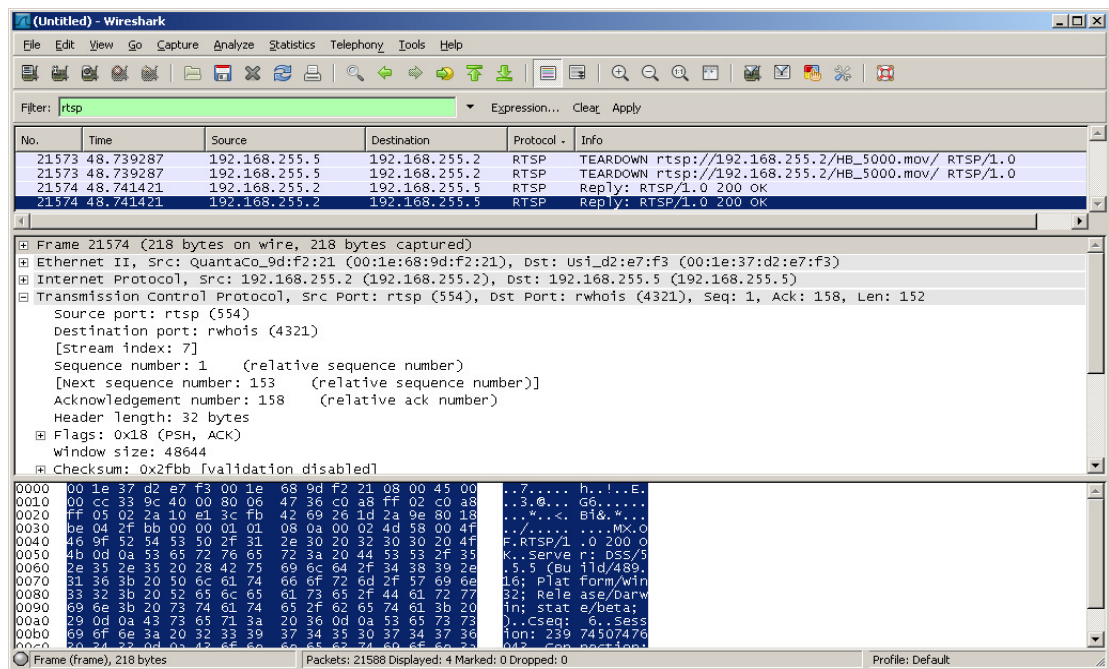 (Untitled) - Wireshark
File Edit View Go Capture Analyze Statistics Telephony Tools Help
Filter: rtsp Expression... Clear Apply
No. Time Source Destination Protocol Info
21573 48.739287 192.168.255.5 192.168.255.2 RTSP TEARDOWN rtsp://192.168.255.2/HB_5000.mov/ RTSP/1.0
21573 48.739287 192.168.255.5 192.168.255.2 RTSP TEARDOWN rtsp://192.168.255.2/HB_5000.mov/ RTSP/1.0
21574 48.741421 192.168.255.2 192.168.255.5 RTSP Reply: RTSP/1.0 200 OK
21574 48.741421 192.168.255.2 192.168.255.5 RTSP Reply: RTSP/1.0 200 OK
Frame 21574 (218 bytes on wire, 218 bytes captured)
Ethernet II, Src: QuantaCo_9d:f2:21 (00:1e:68:9d:f2:21), Dst: Usi_d2:e7:f3 (00:1e:37:d2:e7:f3)
Internet Protocol, Src: 192.168.255.2 (192.168.255.2), Dst: 192.168.255.5 (192.168.255.5)
Transmission Control Protocol, Src Port: rtsp (554), Dst Port: rwhois (4321), Seq: 1, Ack: 158, Len: 152
Source port: rtsp (554)
Destination port: rwhois (4321)
[Stream index: 7]
Sequence number: 1 (relative sequence number)
[Next sequence number: 153 (relative sequence number)]
Acknowledgement number: 158 (relative ack number)
Header length: 32 bytes
Flags: 0x18 (PSH, ACK)
Window size: 48644
Checksum: 0x2fbb [validation disabled]
0000 00 1e 37 d2 e7 f3 00 1e 68 9d f2 21 08 00 45 00 ..7..... h..!..E.
0010 00 cc 33 9c 40 00 80 06 47 36 c0 a8 ff 02 c0 a8 ..3.@... G6......
0020 ff 05 02 2a 10 e1 3c fb 42 69 26 1d 2a 9e 80 18 ...*..<. Bi&.*...
0030 be 04 2f bb 00 00 01 01 08 0a 00 02 4d 58 00 4f ../..... ....MX.O
0040 46 9f 52 54 53 50 2f 31 2e 30 20 32 30 30 20 4f F.RTSP/1 .0 200 O
0050 4b 0d 0a 53 65 72 76 65 72 3a 20 44 53 53 2f 35 K..Serve r: DSS/5
0060 2e 35 2e 35 20 28 42 75 69 6c 64 2f 34 38 39 2e .5.5 (Bu ild/489.
0070 31 36 3b 20 50 6c 61 74 66 6f 72 6d 2f 57 69 6e 16; Plat form/Win
0080 33 32 3b 20 52 65 6c 65 61 73 65 2f 44 61 72 77 32; Rele ase/Darw
0090 69 6e 3b 20 73 74 61 74 65 2f 62 65 74 61 3b 20 in; stat e/beta;
00a0 29 0d 0a 43 73 65 71 3a 20 36 0d 0a 53 65 73 73 )..Cseq: 6..Sess
00b0 69 6f 6e 3a 20 32 33 39 37 34 35 30 37 34 37 36 ion: 239 74507476
Frame (frame), 218 bytes Packets: 21588 Displayed: 4 Marked: 0 Dropped: 0 Profile: Default